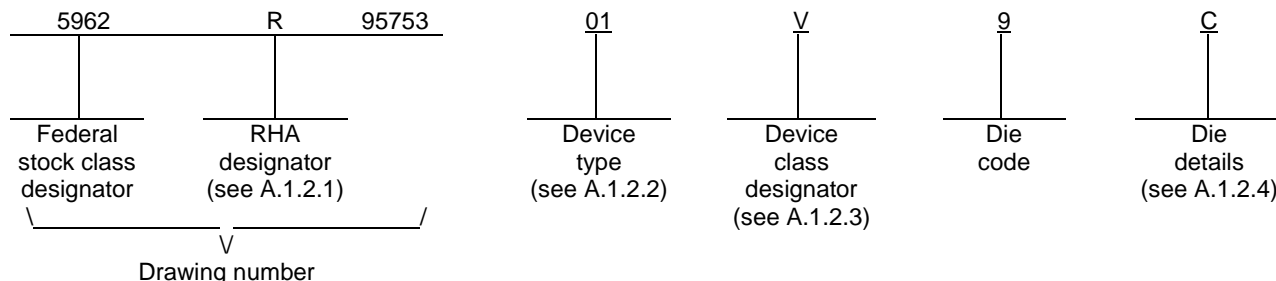 5962 R 95753 01 V 9 C
Federal
stock class
designator
RHA
designator
(see A.1.2.1)
Device
type
(see A.1.2.2)
Device
class
designator
(see A.1.2.3)
Die
code
Die
details
(see A.1.2.4)
\ /
\/
Drawing number